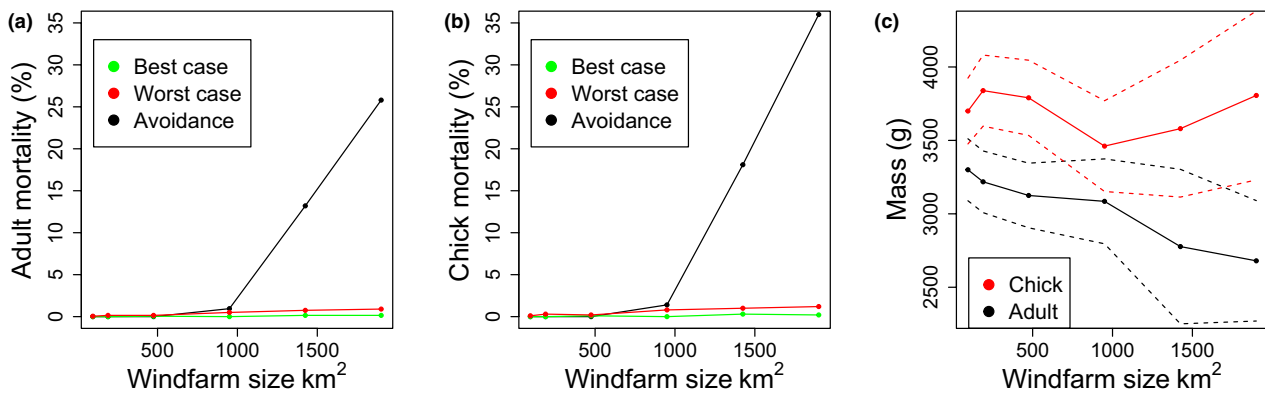 (a)
Adult mortality (%)
35
30
25
20
15
10
5
0
Best case
Worst case
Avoidance
500
1000
1500
Windfarm size km²
(b)
Chick mortality (%)
35
30
25
20
15
10
5
0
Best case
Worst case
Avoidance
500
1000
1500
Windfarm size km²
(c)
Mass (g)
4000
3500
3000
2500
Chick
Adult
500
1000
1500
Windfarm size km²